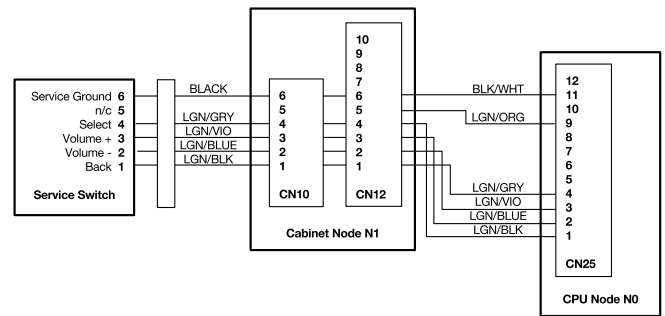 Service Ground 6
n/c 5
Select 4
Volume + 3
Volume - 2
Back 1
Service Switch
BLACK
LGN/GRY
LGN/VIO
LGN/BLUE
LGN/BLK
6
5
4
3
2
1
CN10
10
9
8
7
6
5
4
3
2
1
CN12
Cabinet Node N1
BLK/WHT
LGN/ORG
LGN/GRY
LGN/VIO
LGN/BLUE
LGN/BLK
12
11
10
9
8
7
6
5
4
3
2
1
CN25
CPU Node N0